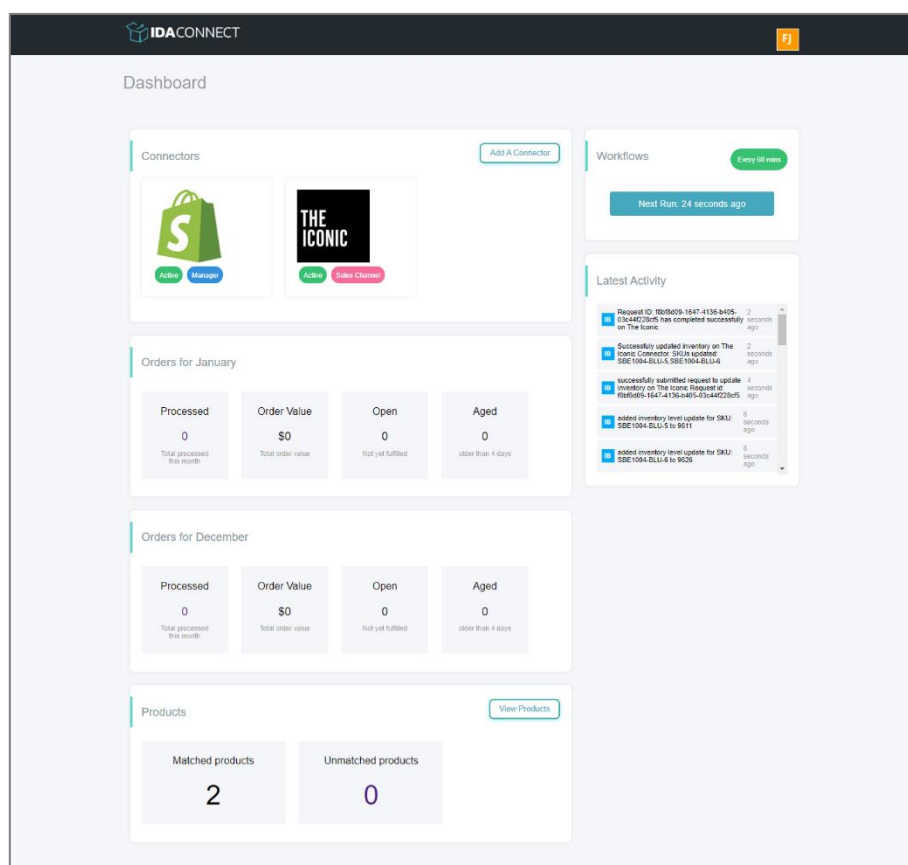 IDACONNECT
FJ
Dashboard
Connectors
Add A Connector
Active
Manager
THE
ICONIC
Active
Sales Channel
Workflows
Every 60 mins
Next Run: 24 seconds ago
Latest Activity
Request ID: f8bf8d09-1647-4136-b405-
03c44f228cf5 has completed successfully
on The Iconic
2
seconds
ago
Successfuly updated inventory on The
Iconic Connector. SKUs updated:
SBE1004-BLU-5,SBE1004-BLU-6
2
seconds
ago
successfully submitted request to update
inventory on The Iconic Request id:
f8bf8d09-1647-4136-b405-03c44f228cf5
4
seconds
ago
added inventory level update for SKU:
SBE1004-BLU-5 to 9611
seconds
ago
added inventory level update for SKU:
SBE1004-BLU-6 to 9626
seconds
ago
Orders for January
Processed
0
Total processed
this month
Order Value
$0
Total order value
Open
0
Not yet fulfilled
Aged
0
older than 4 days
Orders for December
Processed
0
Total processed
this month
Order Value
$0
Total order value
Open
0
Not yet fulfilled
Aged
0
older than 4 days
Products
View Products
Matched products
2
Unmatched products
0